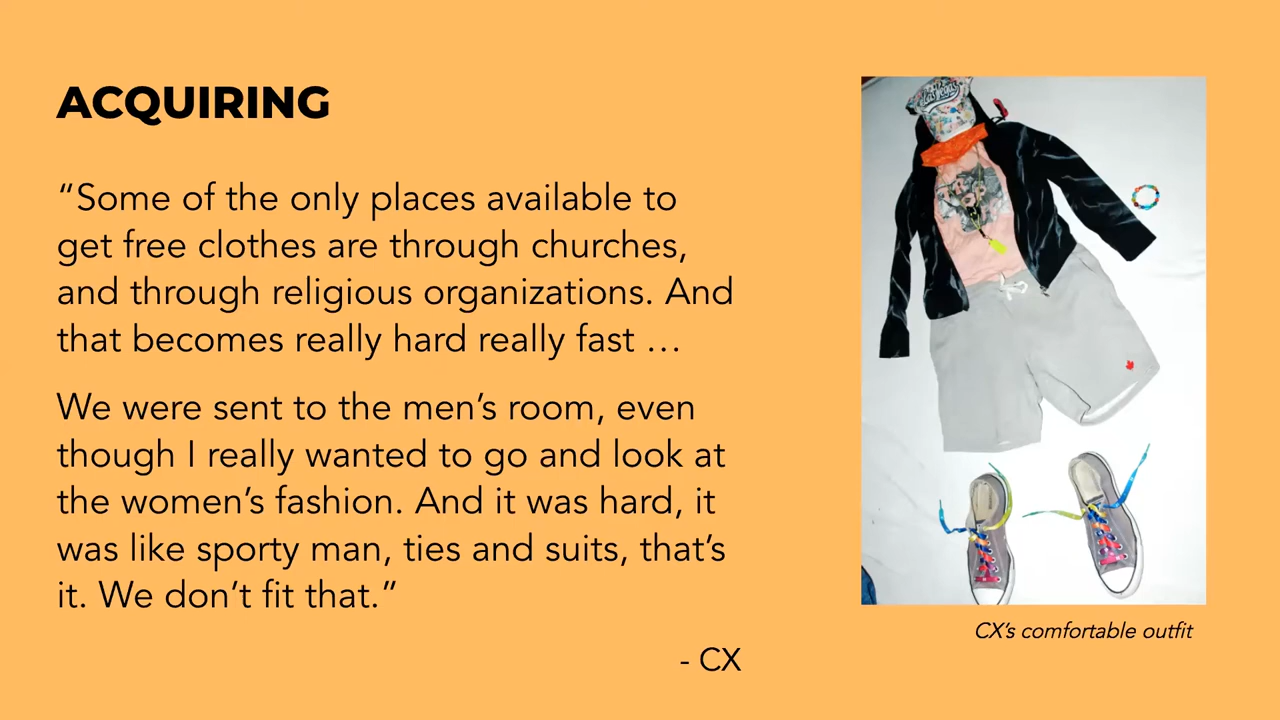 ACQUIRING
“Some of the only places available to
get free clothes are through churches,
and through religious organizations. And
that becomes really hard really fast …
We were sent to the men’s room, even
though I really wanted to go and look at
the women’s fashion. And it was hard, it
was like sporty man, ties and suits, that’s
it. We don’t fit that.”
- CX
Las Vegas
CX’s comfortable outfit